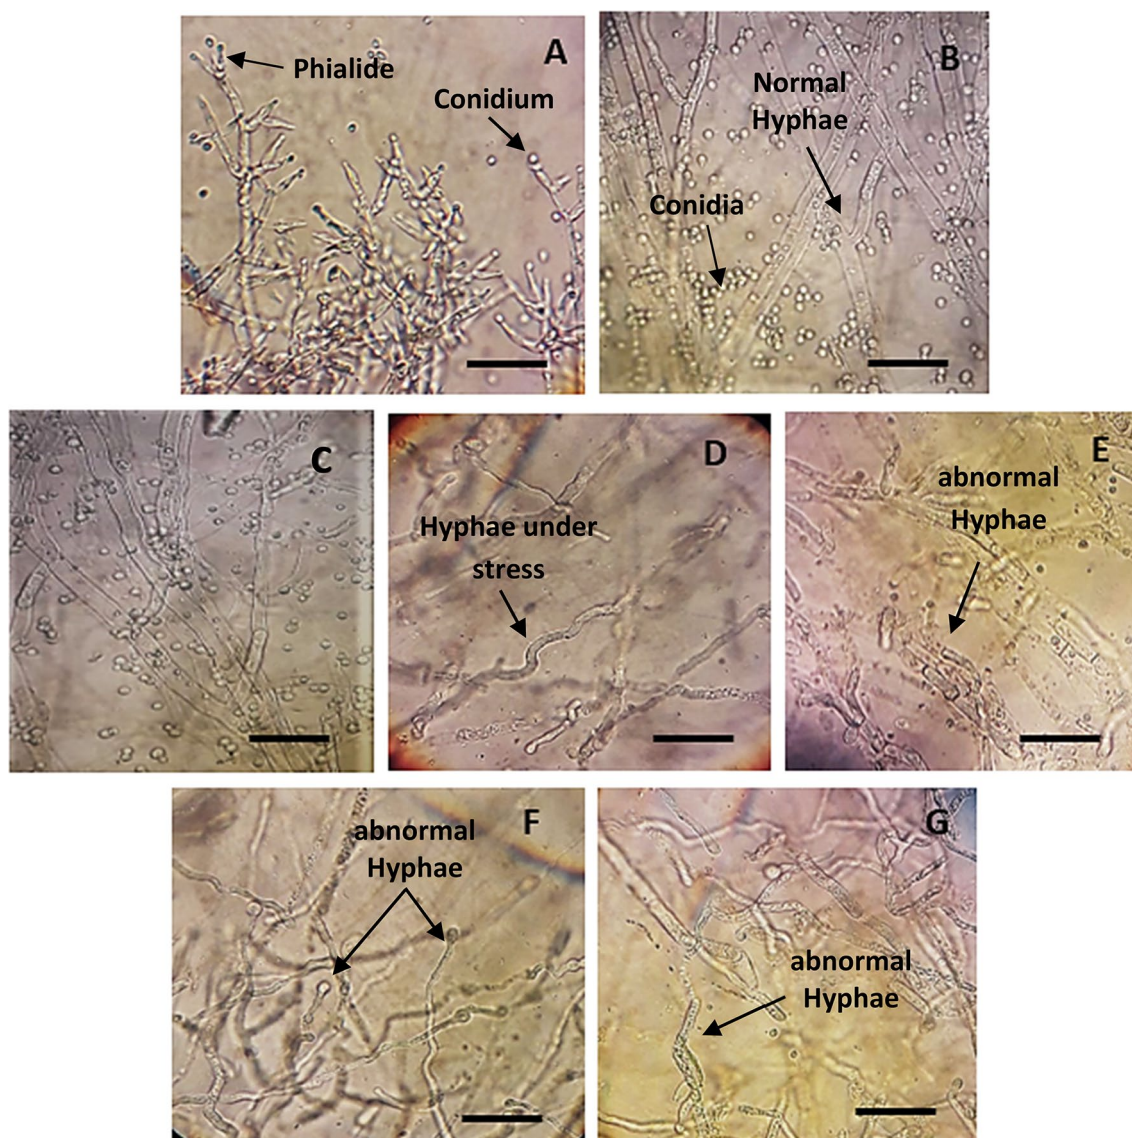 A
Phialide
Conidium
B
Normal
Hyphae
Conidia
C
D
Hyphae under
stress
E
abnormal
Hyphae
F
abnormal
Hyphae
G
abnormal
Hyphae